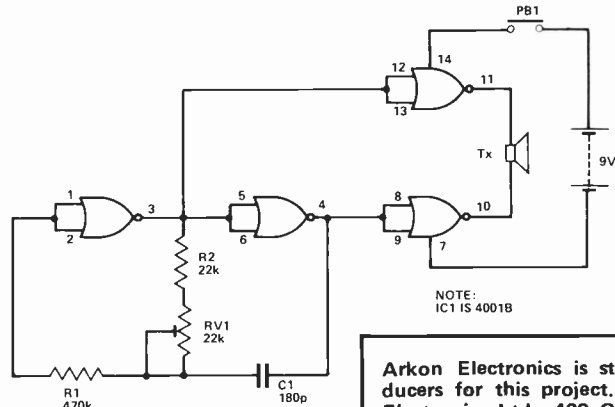 PB1
14
12
11
13
Tx
9V
1
3
5
4
8
10
2
6
9
7
R2
22k
NOTE:
IC1 IS 4001B
RV1
22k
R1
470k
C1
180p
Arkon Electronics is
ducers for this project.